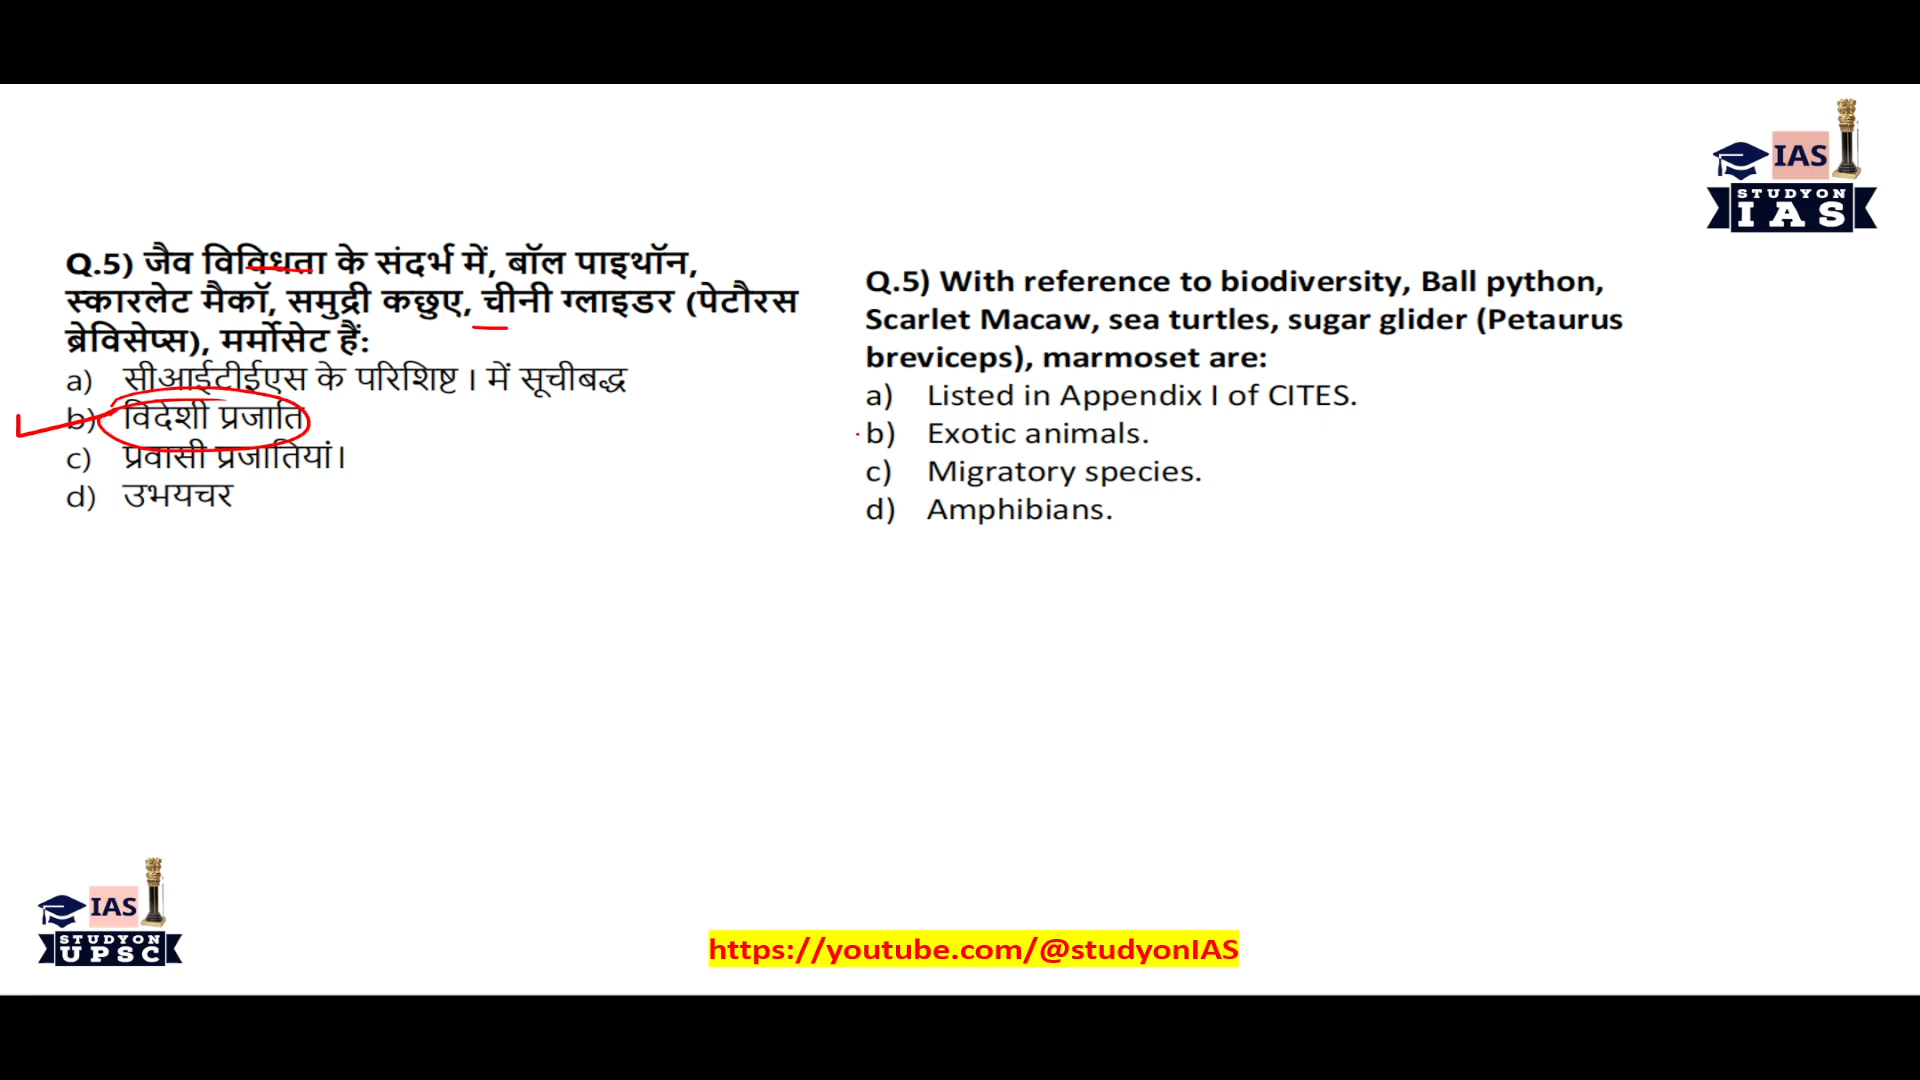 IAS
STUDYON
IAS
Q.5) जैव विविधता के संदर्भ में, बॉल पाइथॉन,
स्कारलेट मैकॉ, समुद्री कछुए, चीनी ग्लाइडर (पेटौरस
ब्रेविसेप्स), मर्मोसेट हैं:
a) सीआईटीईएस के परिशिष्ट । में सूचीबद्ध
b) विदेशी प्रजाति
c) प्रवासी प्रजातियां।
d) उभयचर
Q.5) With reference to biodiversity, Ball python,
Scarlet Macaw, sea turtles, sugar glider (Petaurus
breviceps), marmoset are:
a) Listed in Appendix I of CITES.
b) Exotic animals.
c) Migratory species.
d) Amphibians.
IAS
STUDYON
UPSC
https://youtube.com/@studyonIAS